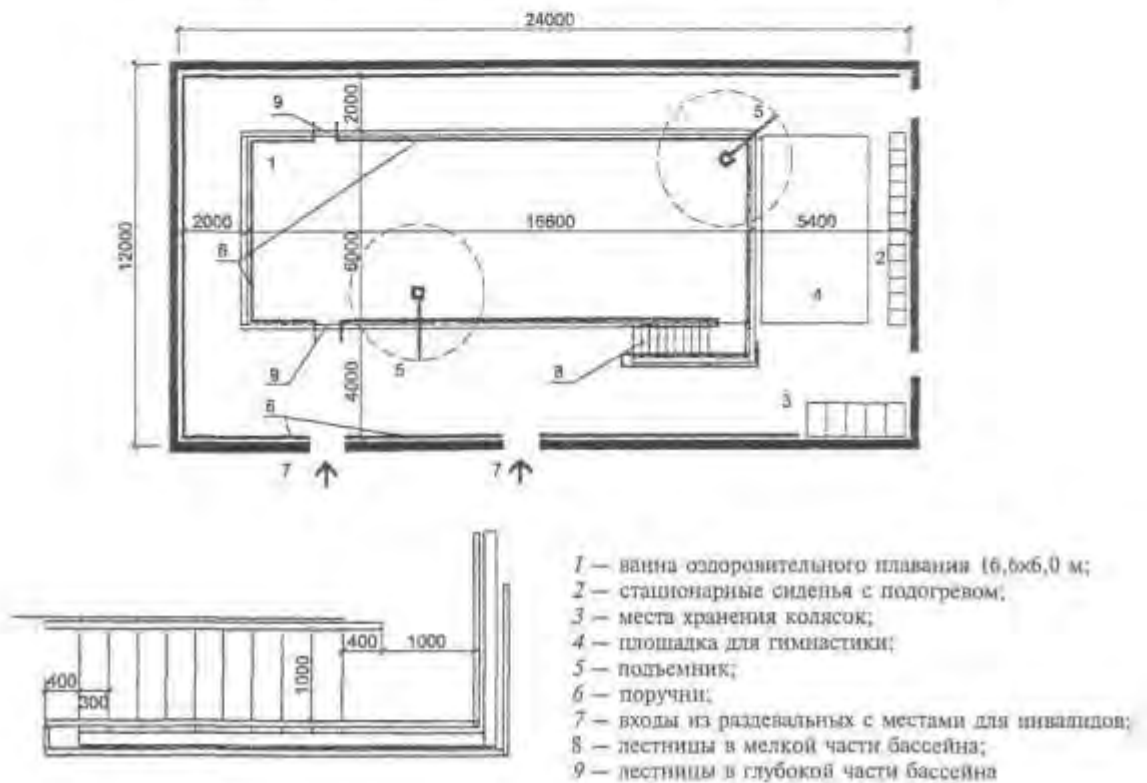 24000
9
2000
5
1
12000
2000
16600
5400
6
6000
2
4
9
5
8
4000
3
6
7
7
400
1000
400
300
1000
1 — ванна оздоровительного плавания 16,6х6,0 м;
2 — стационарные сиденья с подогревом;
3 — места хранения колясок;
4 — площадка для гимнастики;
5 — подъемник;
6 — поручни;
7 — входы из раздевальных с местами для инвалидов;
8 — лестницы в мелкой части бассейна;
9 — лестницы в глубокой части бассейна